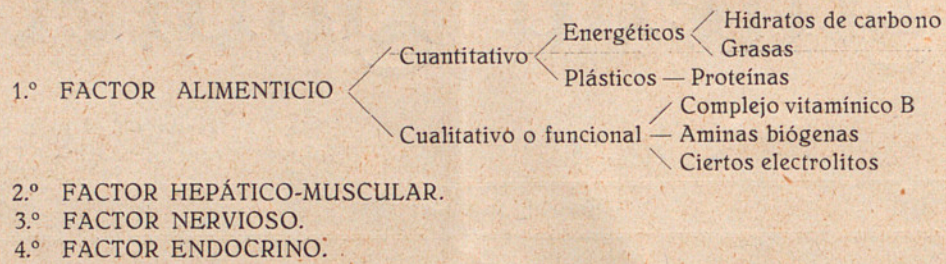 Hidratos de carbono
Energéticos
Grasas
Cuantitativo
Plásticos — Proteínas
1.º FACTOR ALIMENTICIO
Complejo vitamínico B
Cualitativo o funcional — Aminas biógenas
Ciertos electrolitos
2.º FACTOR HEPÁTICO-MUSCULAR.
3.º FACTOR NERVIOSO.
4.º FACTOR ENDOCRINO.